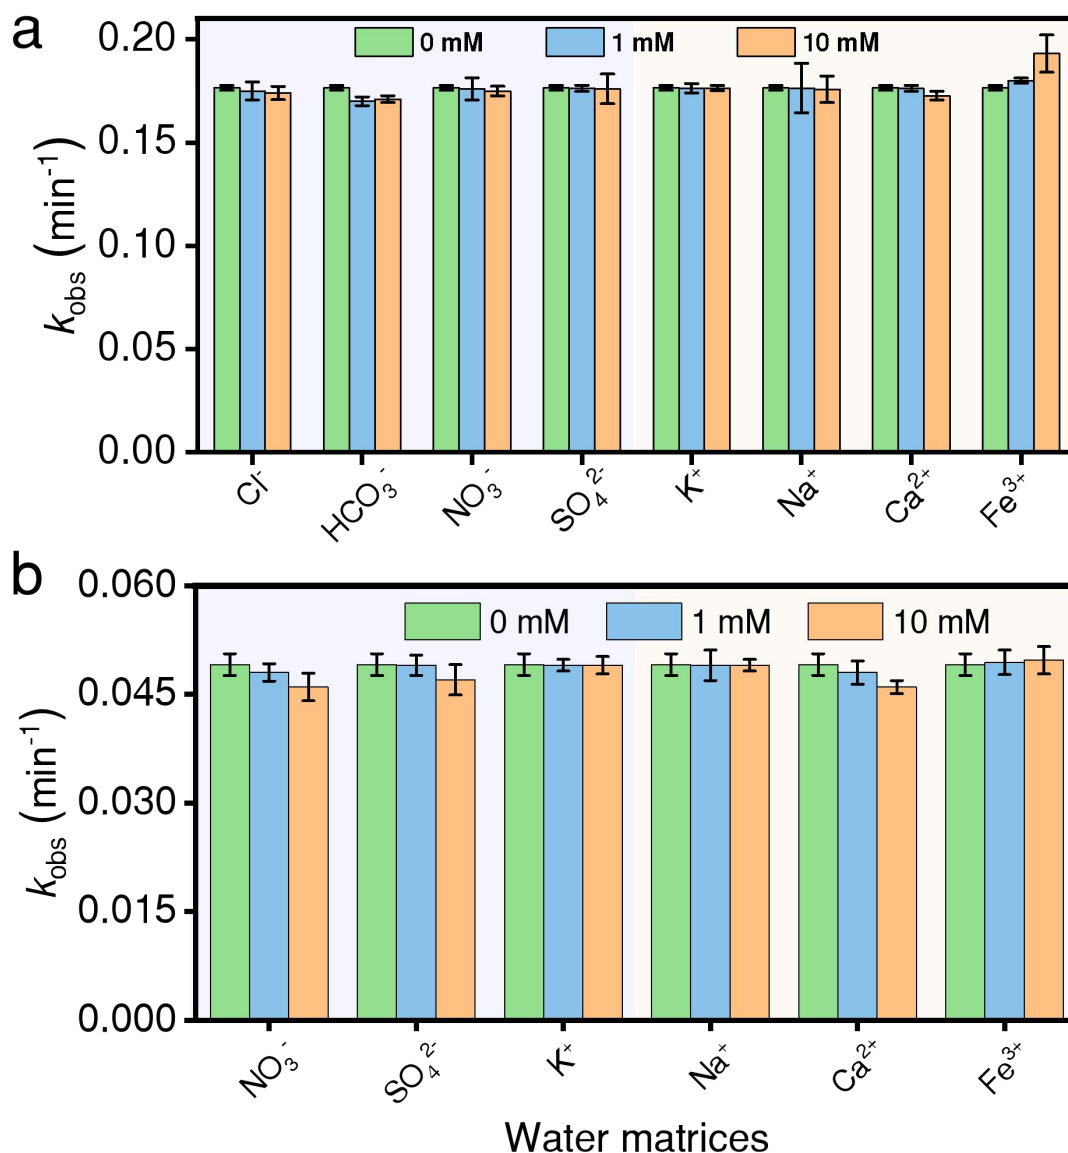 a
0 mM 1 mM 10 mM
0.20
0.15
0.10
0.05
0.00
k_obs (min⁻¹)
Cl⁻ HCO₃⁻ NO₃⁻ SO₄²⁻ K⁺ Na⁺ Ca²⁺ Fe³⁺
b
0 mM 1 mM 10 mM
0.060
0.045
0.030
0.015
0.000
k_obs (min⁻¹)
NO₃⁻ SO₄²⁻ K⁺ Na⁺ Ca²⁺ Fe³⁺
Water matrices